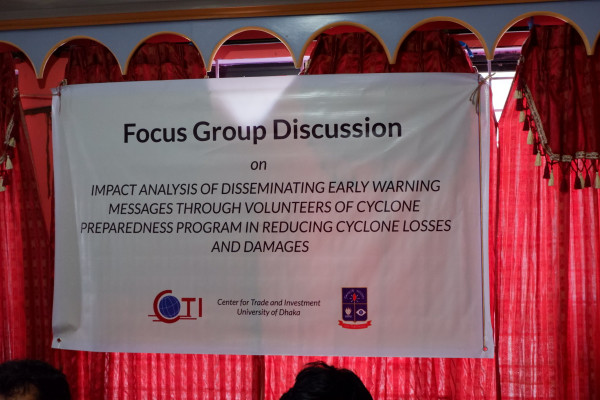 Focus Group Discussion
on
IMPACT ANALYSIS OF DISSEMINATING EARLY WARNING
MESSAGES THROUGH VOLUNTEERS OF CYCLONE
PREPAREDNESS PROGRAM IN REDUCING CYCLONE LOSSES
AND DAMAGES
CTI
Center for Trade and Investment
University of Dhaka